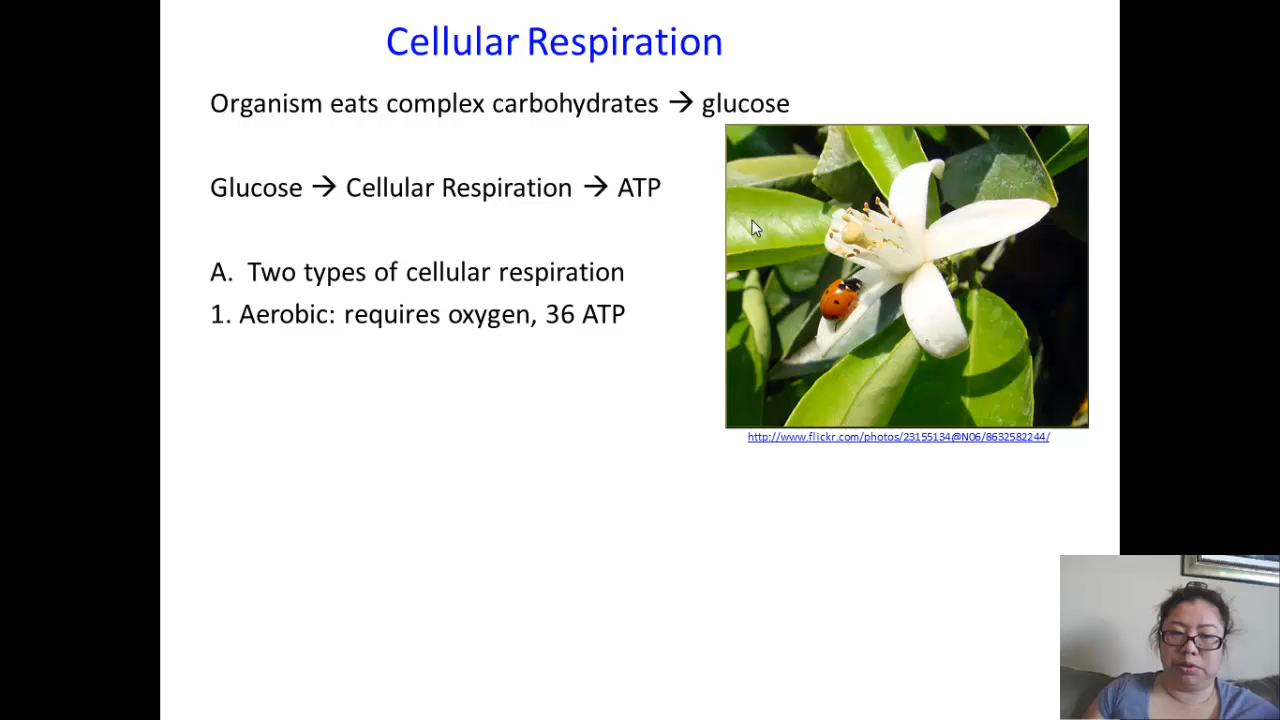 Cellular Respiration
Organism eats complex carbohydrates → glucose
Glucose → Cellular Respiration → ATP
A. Two types of cellular respiration
1. Aerobic: requires oxygen, 36 ATP
http://www.flickr.com/photos/23155134@N06/8632582244/